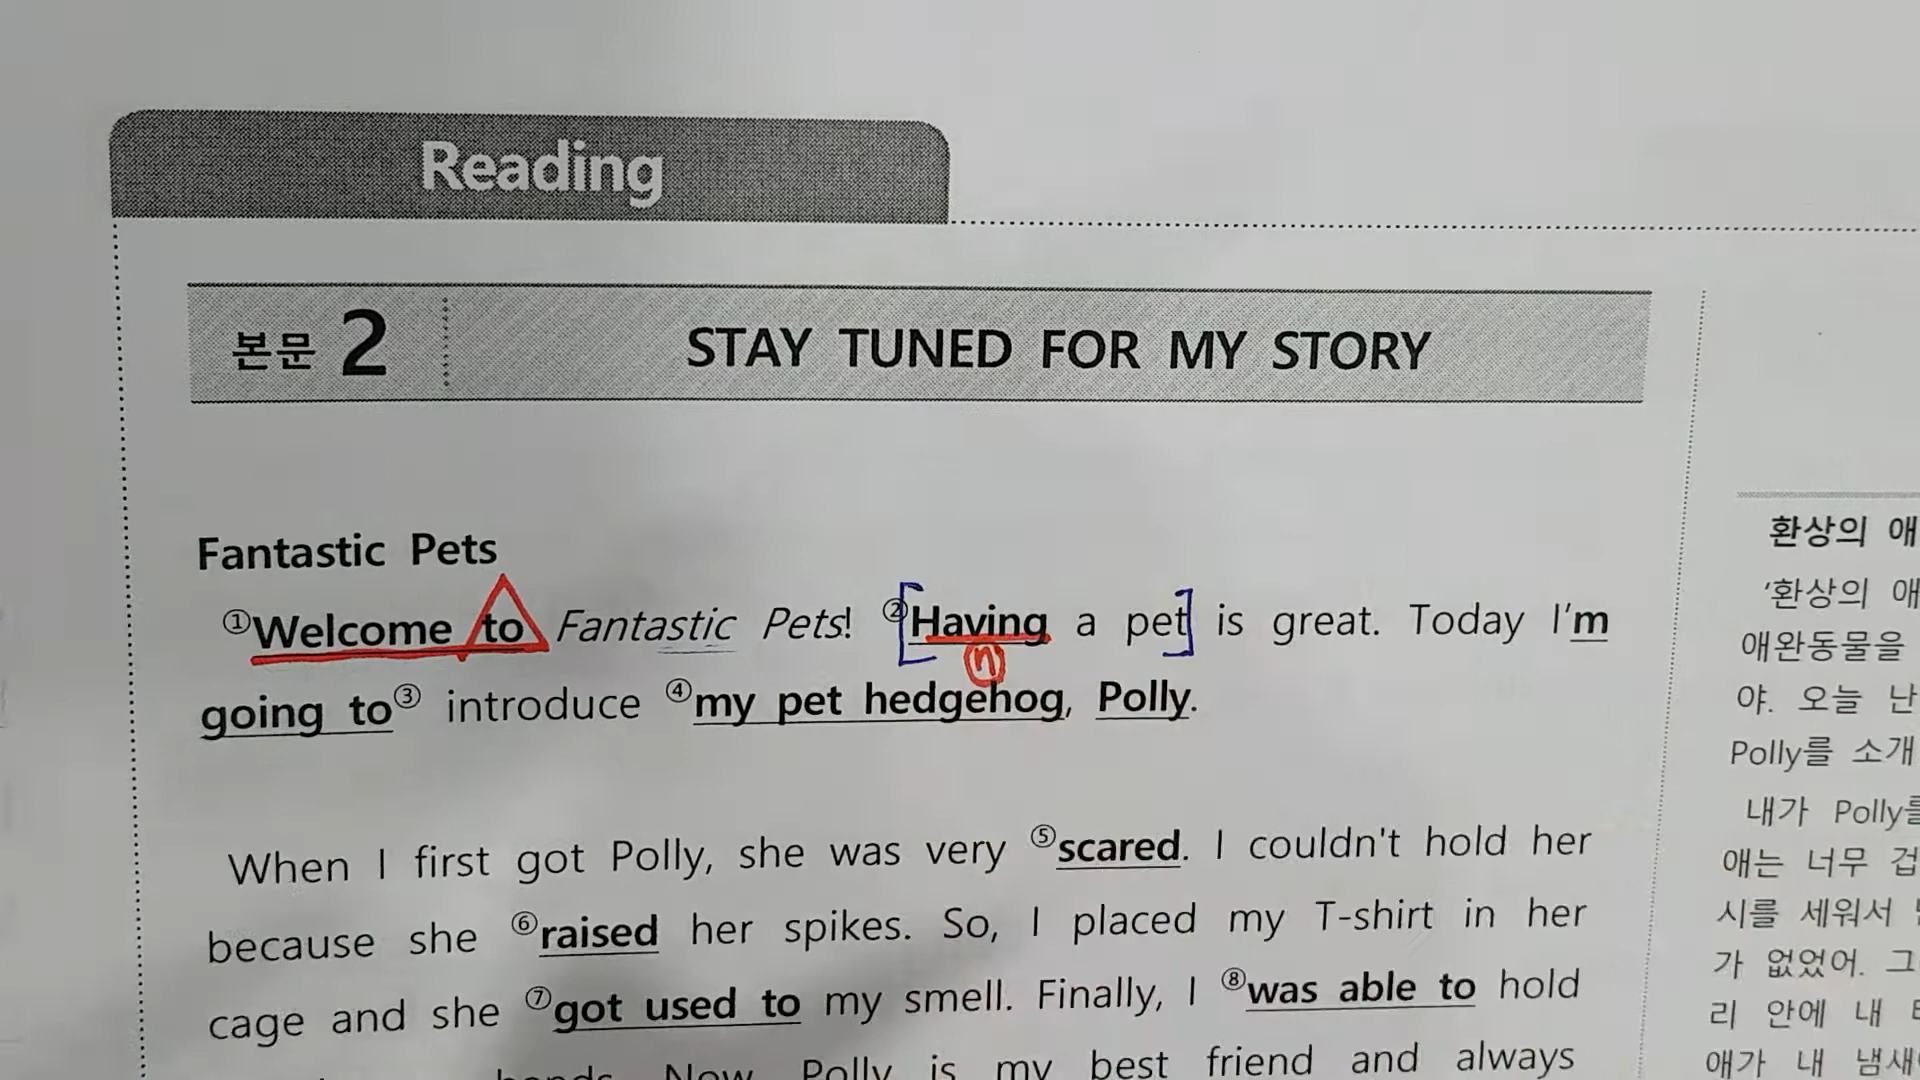 Reading
본문 2 STAY TUNED FOR MY STORY
Fantastic Pets
①Welcome to Fantastic Pets! ②[Having a pet] is great. Today I'm
ⓝ
going to③ introduce ④my pet hedgehog, Polly.
When I first got Polly, she was very ⑤scared. I couldn't hold her
because she ⑥raised her spikes. So, I placed my T-shirt in her
cage and she ⑦got used to my smell. Finally, I ⑧was able to hold
hands. Now, Polly is my best friend and always
환상의 애
‘환상의 애
애완동물을
야. 오늘 난
Polly를 소개
내가 Polly를
애는 너무 겁
시를 세워서
가 없었어. 그
리 안에 내
애가 내 냄새